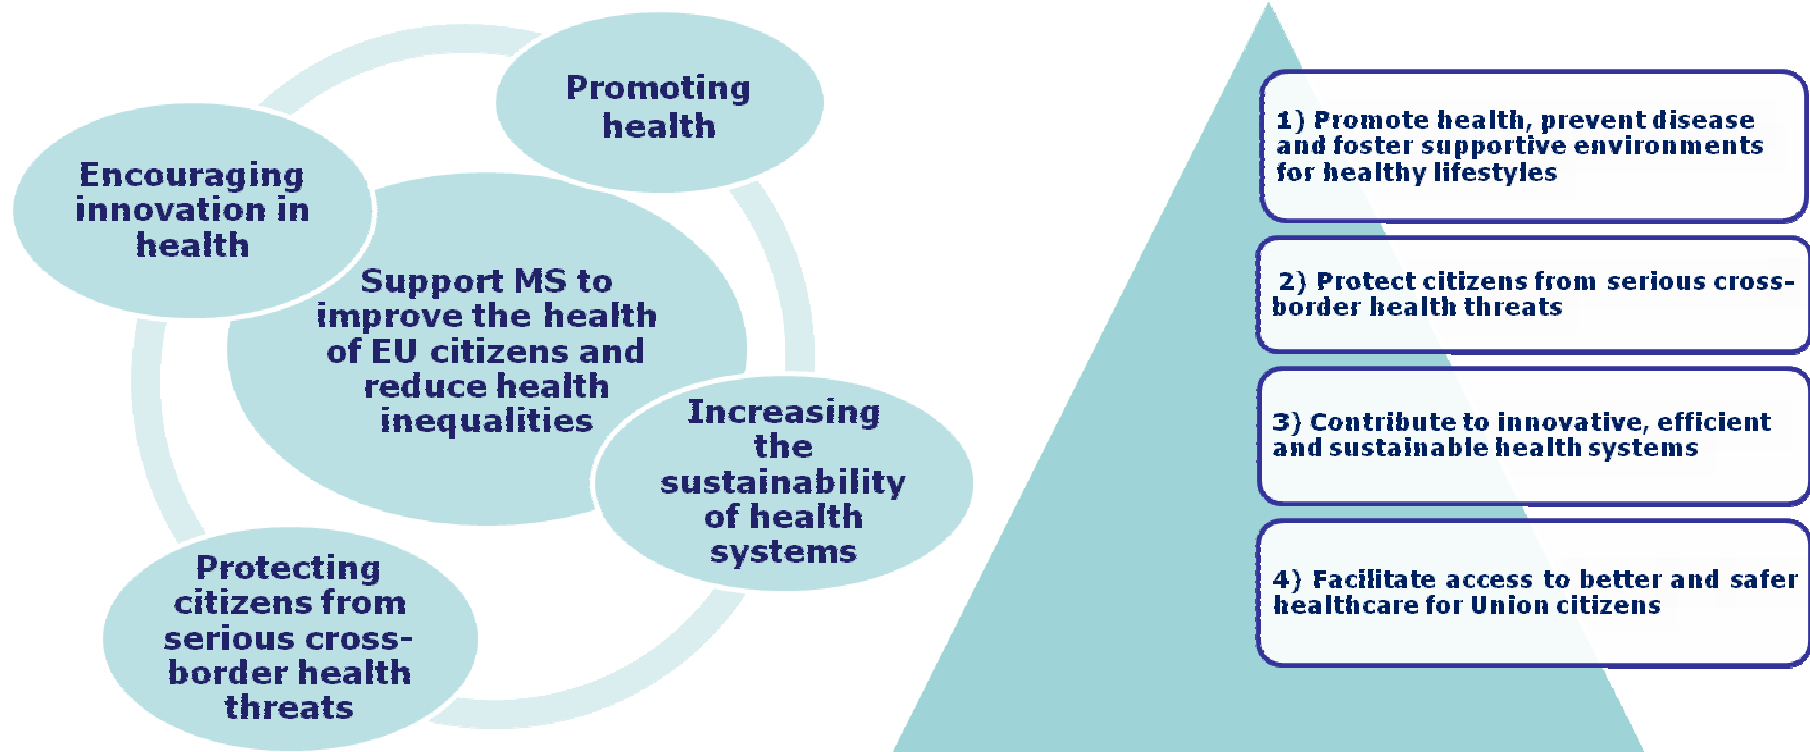 Promoting
health
Encouraging
innovation in
health
Support MS to
improve the health
of EU citizens and
reduce health
inequalities
Increasing
the
sustainability
of health
systems
Protecting
citizens from
serious cross-
border health
threats
1) Promote health, prevent disease
and foster supportive environments
for healthy lifestyles
2) Protect citizens from serious cross-
border health threats
3) Contribute to innovative, efficient
and sustainable health systems
4) Facilitate access to better and safer
healthcare for Union citizens